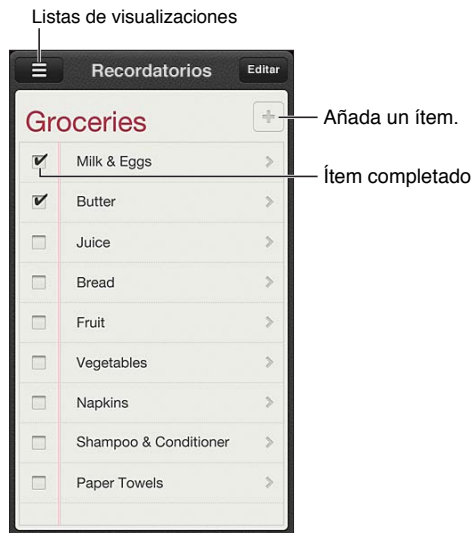 Listas de visualizaciones
Recordatorios
Editar
Groceries
Añada un ítem.
Milk & Eggs
Ítem completado
Butter
Juice
Bread
Fruit
Vegetables
Napkins
Shampoo & Conditioner
Paper Towels